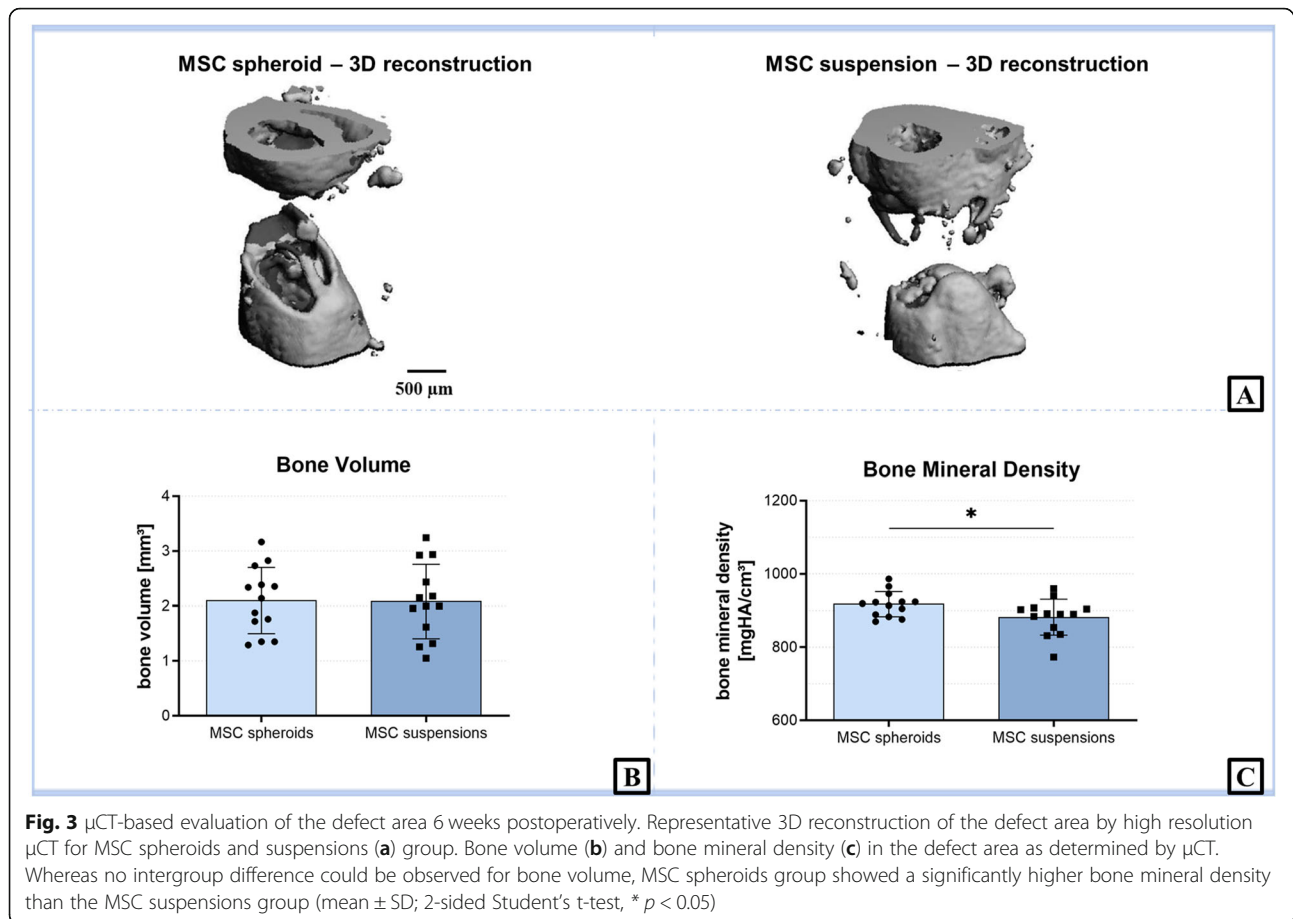 MSC spheroid – 3D reconstruction
MSC suspension – 3D reconstruction
500 µm
A
Bone Volume
bone volume [mm³]
4
3
2
1
0
MSC spheroids
MSC suspensions
B
Bone Mineral Density
bone mineral density
[mgHA/cm³]
1200
1000
800
600
*
MSC spheroids
MSC suspensions
C
Fig. 3 µCT-based evaluation of the defect area 6 weeks postoperatively. Representative 3D reconstruction of the defect area by high resolution
µCT for MSC spheroids and suspensions (a) group. Bone volume (b) and bone mineral density (c) in the defect area as determined by µCT.
Whereas no intergroup difference could be observed for bone volume, MSC spheroids group showed a significantly higher bone mineral density
than the MSC suspensions group (mean ± SD; 2-sided Student's t-test, * p < 0.05)